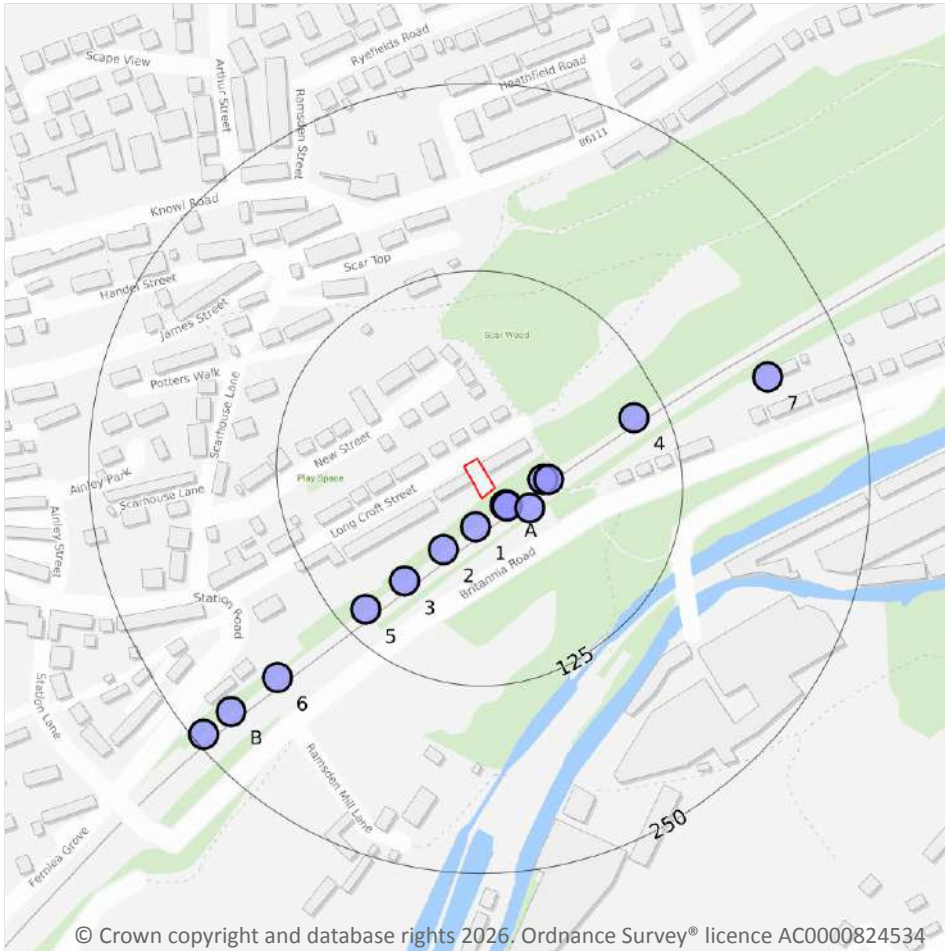 Ryefields Road
Scape View
Heathfield Road
Arthur Street
Ramsden Street
B6111
Knowl Road
Scar Top
Handel Street
James Street
Scar Wood
Potters Walk
7
Scarhouse Lane
4
New Street
Ainley Park
Play Space
Scarhouse Lane
Long Croft Street
A
Ainley Street
1
2
Britannia Road
3
Station Road
5
125
Station Lane
6
B
Ramsden Mill Lane
250
Fernlea Grove
© Crown copyright and database rights 2026. Ordnance Survey® licence AC0000824534